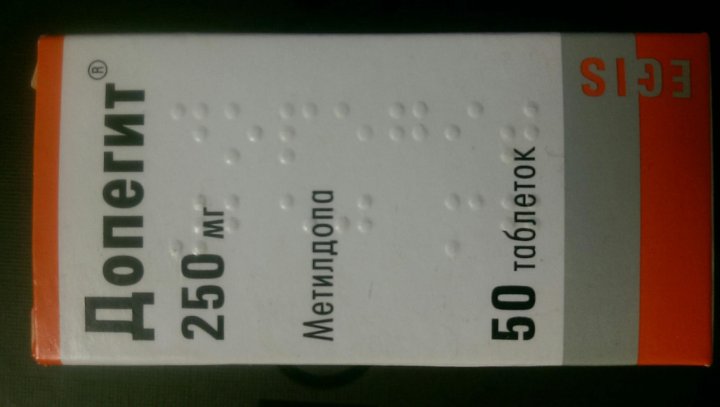 Допегит®
250 мг
Метилдопа
50 таблеток
EGIS